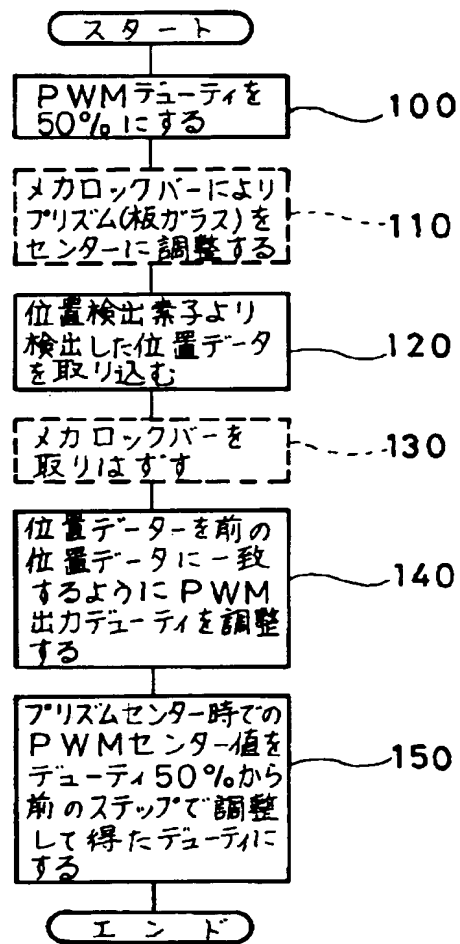 スタート
PWMデューティを
50%にする
100
メカロックバーにより
プリズム(板ガラス)を
センターに調整する
110
位置検出素子より
検出した位置データ
を取り込む
120
メカロックバーを
取りはずす
130
位置データーを前の
位置データに一致
するようにPWM
出力デューティを調整
する
140
プリズムセンター時での
PWMセンター値を
デューティ50%から
前のステップで調整
して得たデューティに
する
150
エンド